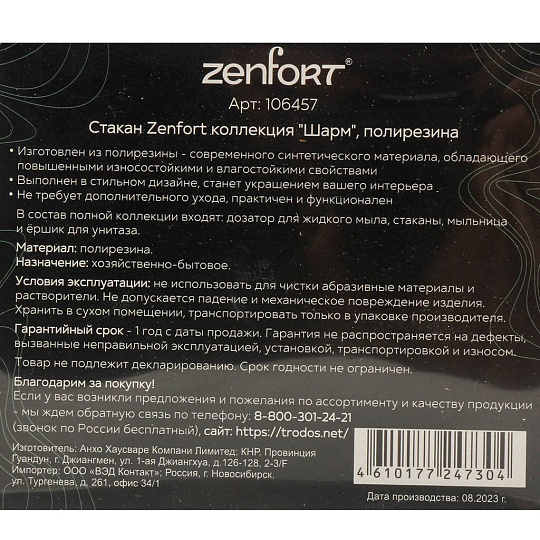 zenfort®
Арт: 106457
Стакан Zenfort коллекция "Шарм", полирезина
• Изготовлен из полирезины - современного синтетического материала, обладающего
повышенными износостойкими и влагостойкими свойствами
• Выполнен в стильном дизайне, станет украшением вашего интерьера
• Не требует дополнительного ухода, практичен и функционален
В состав полной коллекции входят: дозатор для жидкого мыла, стаканы, мыльница
и ёршик для унитаза.
Материал: полирезина.
Назначение: хозяйственно-бытовое.
Условия эксплуатации: не использовать для чистки абразивные материалы и
растворители. Не допускается падение и механическое повреждение изделия.
Хранить в сухом помещении, транспортировать только в упаковке производителя.
Гарантийный срок - 1 год с даты продажи. Гарантия не распространяется на дефекты,
вызванные неправильной эксплуатацией, установкой, транспортировкой и износом.
Товар не подлежит декларированию. Срок годности не ограничен.
Благодарим за покупку!
Если у вас возникли предложения и пожелания по ассортименту и качеству продукции
- мы ждем обратную связь по телефону: 8-800-301-24-21
(звонок по России бесплатный), сайт: https://trodos.net/
Изготовитель: Анхо Хаусваре Компани Лимитед; КНР, Провинция
Гуандун, г. Джиангмен, ул. 1-ая Джиангхуа, д.126-128, 2-3/F
Импортер: ООО «ВЭД Контакт»; Россия, г. Новосибирск,
ул. Тургенева, д. 261, офис 34/1
4 610177 247304
Дата производства: 08.2023 г.